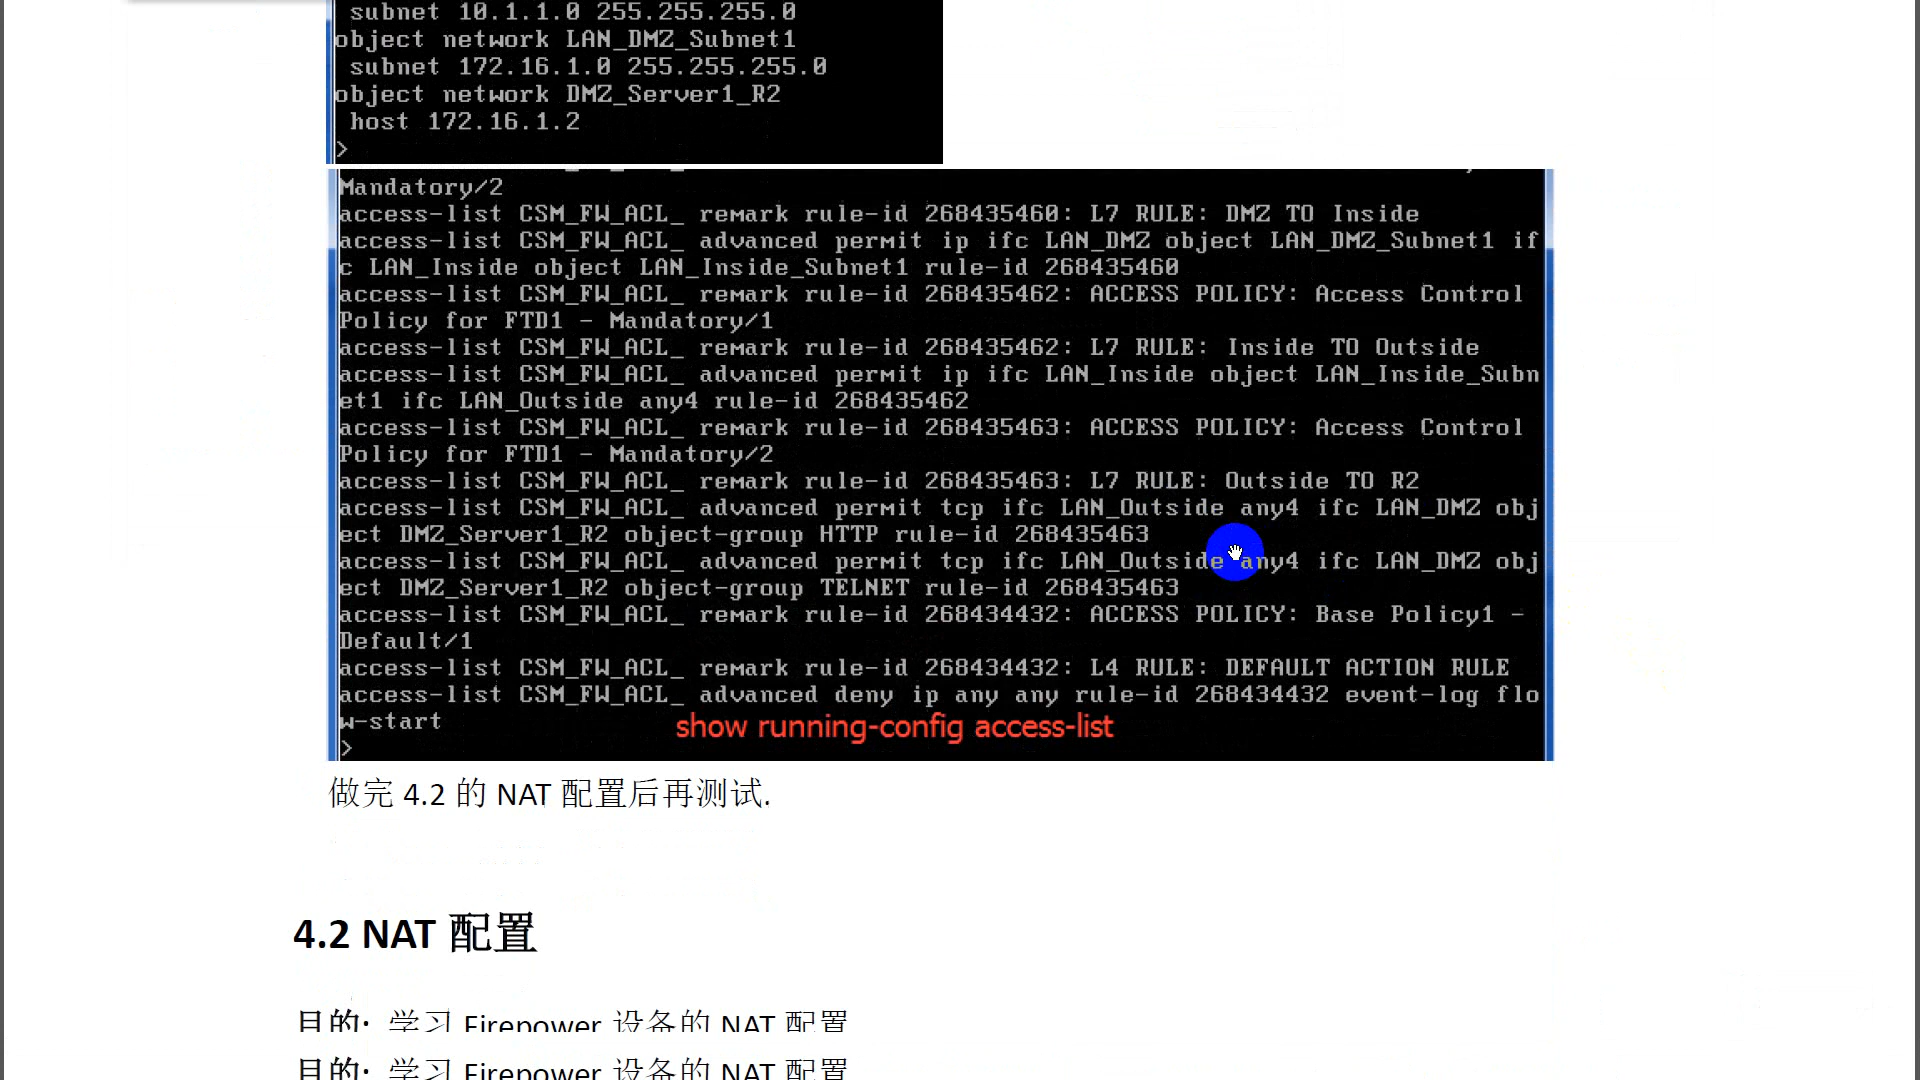 subnet 10.1.1.0 255.255.255.0
object network LAN_DMZ_Subnet1
subnet 172.16.1.0 255.255.255.0
object network DMZ_Server1_R2
host 172.16.1.2
>
Mandatory/2
access-list CSM_FW_ACL_ remark rule-id 268435460: L7 RULE: DMZ TO Inside
access-list CSM_FW_ACL_ advanced permit ip ifc LAN_DMZ object LAN_DMZ_Subnet1 if
c LAN_Inside object LAN_Inside_Subnet1 rule-id 268435460
access-list CSM_FW_ACL_ remark rule-id 268435462: ACCESS POLICY: Access Control
Policy for FTD1 - Mandatory/1
access-list CSM_FW_ACL_ remark rule-id 268435462: L7 RULE: Inside TO Outside
access-list CSM_FW_ACL_ advanced permit ip ifc LAN_Inside object LAN_Inside_Subn
et1 ifc LAN_Outside any4 rule-id 268435462
access-list CSM_FW_ACL_ remark rule-id 268435463: ACCESS POLICY: Access Control
Policy for FTD1 - Mandatory/2
access-list CSM_FW_ACL_ remark rule-id 268435463: L7 RULE: Outside TO R2
access-list CSM_FW_ACL_ advanced permit tcp ifc LAN_Outside any4 ifc LAN_DMZ obj
ect DMZ_Server1_R2 object-group HTTP rule-id 268435463
access-list CSM_FW_ACL_ advanced permit tcp ifc LAN_Outside any4 ifc LAN_DMZ obj
ect DMZ_Server1_R2 object-group TELNET rule-id 268435463
access-list CSM_FW_ACL_ remark rule-id 268434432: ACCESS POLICY: Base Policy1 -
Default/1
access-list CSM_FW_ACL_ remark rule-id 268434432: L4 RULE: DEFAULT ACTION RULE
access-list CSM_FW_ACL_ advanced deny ip any any rule-id 268434432 event-log flo
w-start
show running-config access-list
>
做完 4.2 的 NAT 配置后再测试.
4.2 NAT 配置
目的: 学习 Firepower 设备的 NAT 配置
目的: 学习 Firepower 设备的 NAT 配置